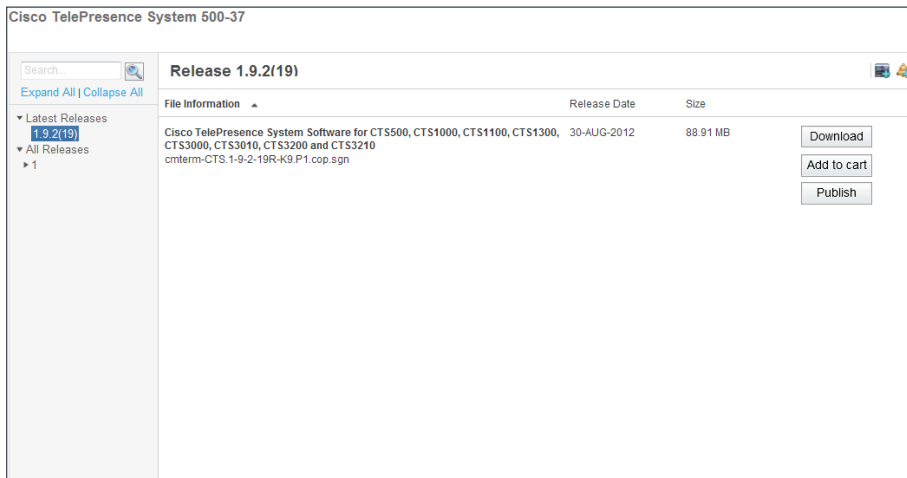 Cisco TelePresence System 500-37
Search...
Expand All | Collapse All
Latest Releases
1.9.2(19)
All Releases
1
Release 1.9.2(19)
File Information
Release Date
Size
Cisco TelePresence System Software for CTS500, CTS1000, CTS1100, CTS1300,
CTS3000, CTS3010, CTS3200 and CTS3210
cmterm-CTS.1-9-2-19R-K9.P1.cop.sgn
30-AUG-2012
88.91 MB
Download
Add to cart
Publish